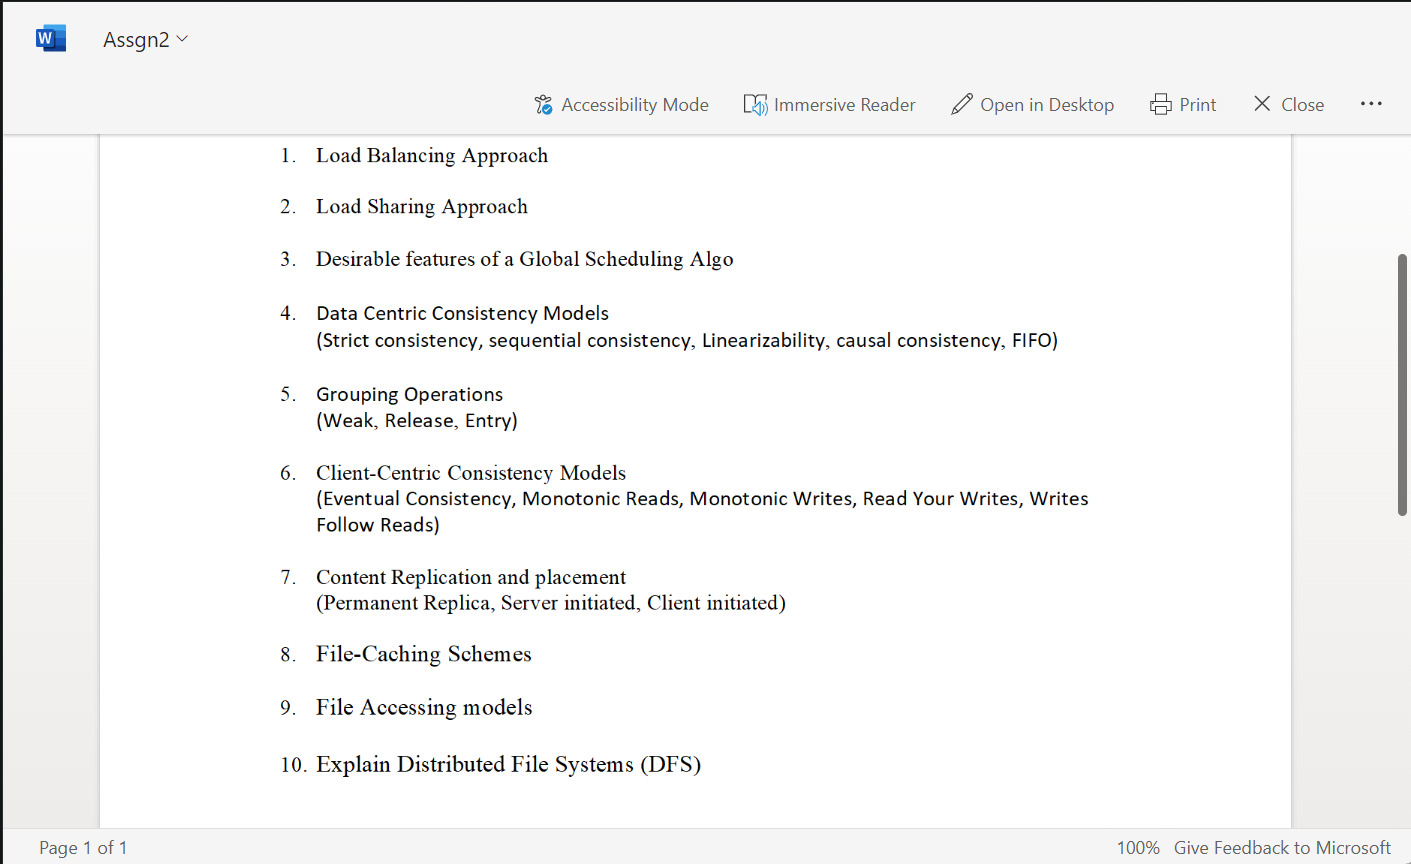 W
Assgn2
Accessibility Mode Immersive Reader Open in Desktop Print Close ...
1. Load Balancing Approach
2. Load Sharing Approach
3. Desirable features of a Global Scheduling Algo
4. Data Centric Consistency Models
(Strict consistency, sequential consistency, Linearizability, causal consistency, FIFO)
5. Grouping Operations
(Weak, Release, Entry)
6. Client-Centric Consistency Models
(Eventual Consistency, Monotonic Reads, Monotonic Writes, Read Your Writes, Writes
Follow Reads)
7. Content Replication and placement
(Permanent Replica, Server initiated, Client initiated)
8. File-Caching Schemes
9. File Accessing models
10. Explain Distributed File Systems (DFS)
Page 1 of 1 100% Give Feedback to Microsoft